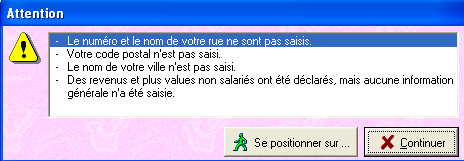 Attention
- Le numéro et le nom de votre rue ne sont pas saisis.
- Votre code postal n'est pas saisi.
- Le nom de votre ville n'est pas saisi.
- Des revenus et plus values non salariés ont été déclarés, mais aucune information
générale n'a été saisie.
Se positionner sur ...
Continuer